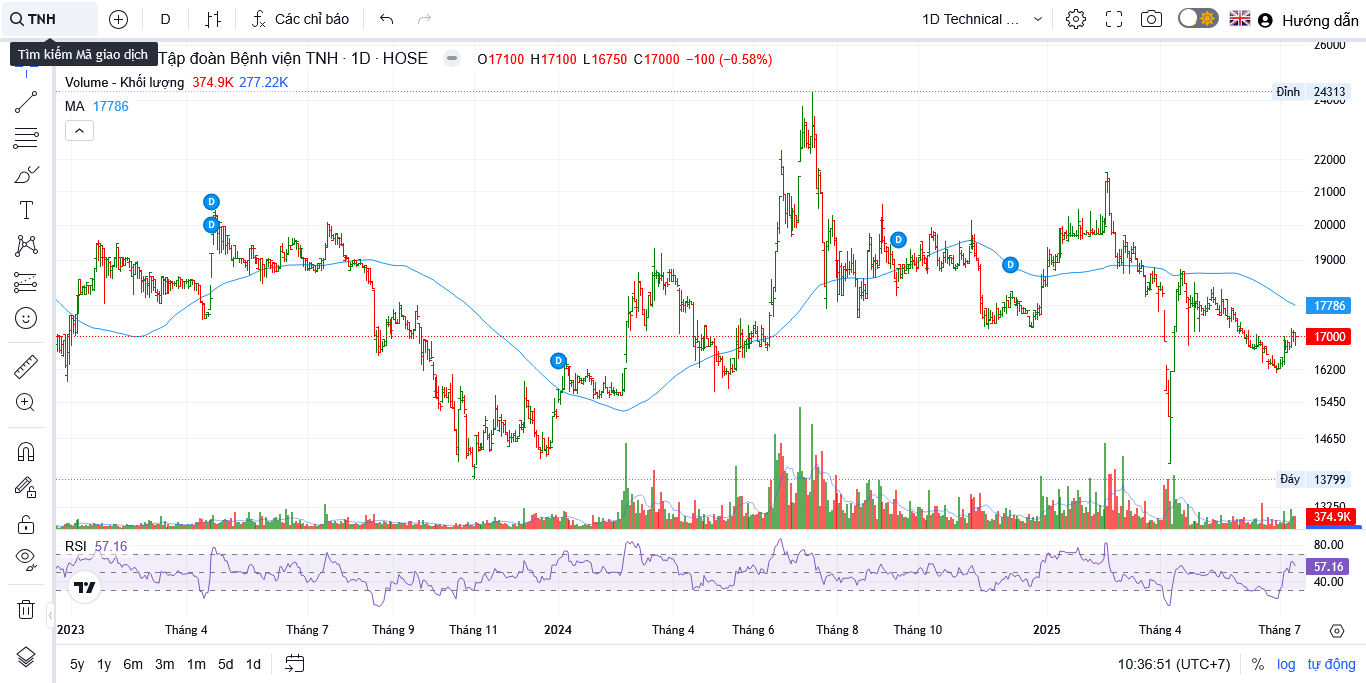 TNH D Các chỉ báo 1D Technical ... Hướng dẫn
Tìm kiếm Mã giao dịch
Tập đoàn Bệnh viện TNH · 1D · HOSE O17100 H17100 L16750 C17000 −100 (−0.58%)
Volume - Khối lượng 374.9K 277.22K
MA 17786
26000
Đỉnh 24313
24000
22000
21000
D
20000
D
D
19000
D
17786
17000
D
16200
15450
14650
Đáy 13799
13250
374.9K
RSI 57.16
80.00
57.16
40.00
2023 Tháng 4 Tháng 7 Tháng 9 Tháng 11 2024 Tháng 4 Tháng 6 Tháng 8 Tháng 10 2025 Tháng 4 Tháng 7
5y 1y 6m 3m 1m 5d 1d 10:36:51 (UTC+7) % log tự động